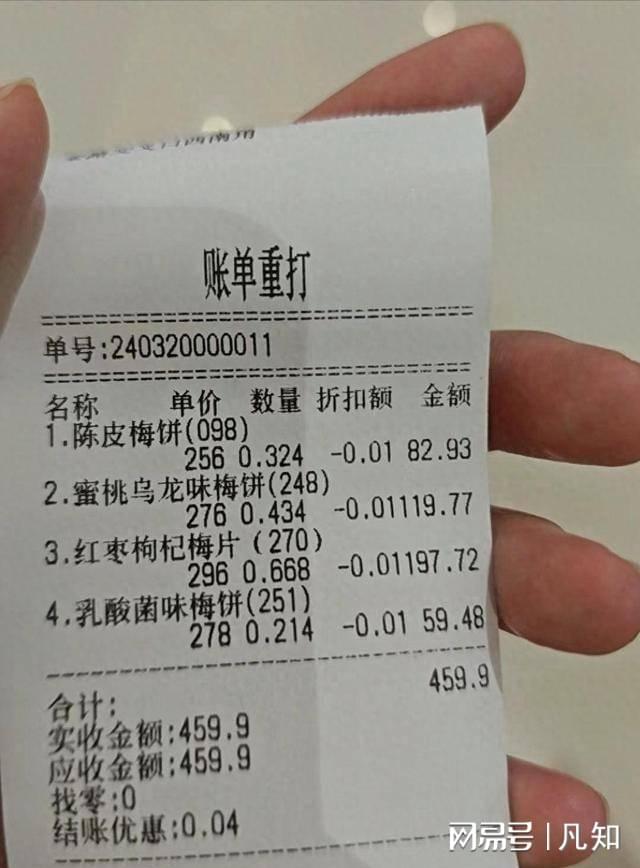 账单重打
单号:240320000011
名称 单价 数量 折扣额 金额
1.陈皮梅饼(098)
256 0.324 -0.01 82.93
2.蜜桃乌龙味梅饼(248)
276 0.434 -0.01119.77
3.红枣枸杞梅片(270)
296 0.668 -0.01197.72
4.乳酸菌味梅饼(251)
278 0.214 -0.01 59.48
459.9
合计:
实收金额:459.9
应收金额:459.9
找零:0
结账优惠:0.04
网易号 | 凡知